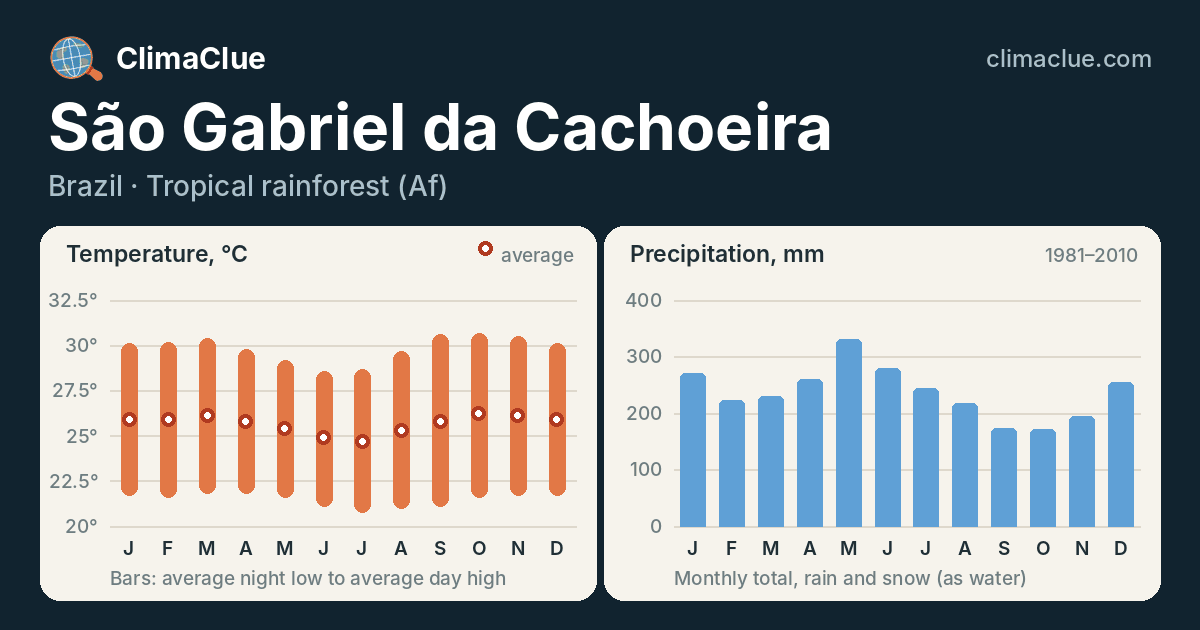 ClimaClue
climaclue.com
São Gabriel da Cachoeira
Brazil · Tropical rainforest (Af)
Temperature, °C
average
32.5°
30°
27.5°
25°
22.5°
20°
J F M A M J J A S O N D
Bars: average night low to average day high
Precipitation, mm
1981–2010
400
300
200
100
0
J F M A M J J A S O N D
Monthly total, rain and snow (as water)